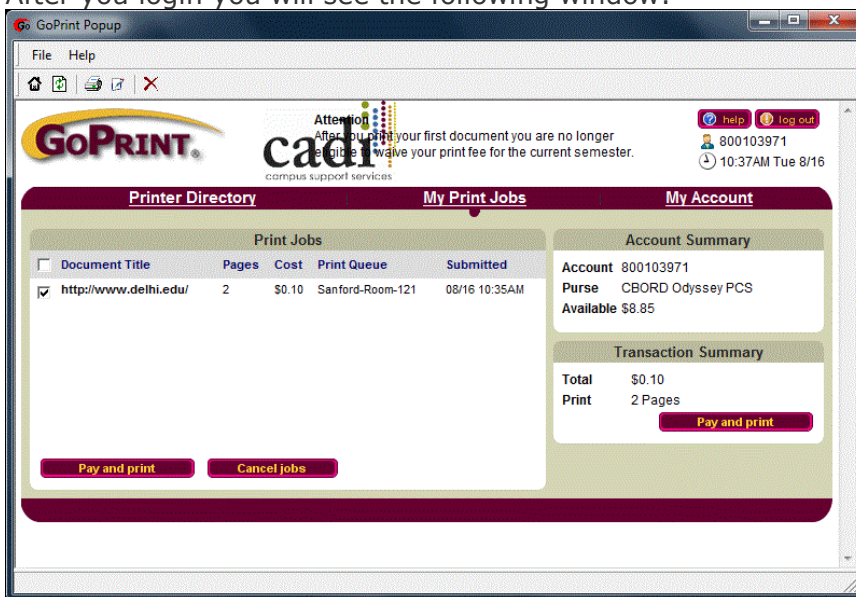 After you login you will see the following window:
GoPrint Popup
File Help
GOPRINT®
cadi
campus support services
Attention
After you print your first document you are no longer
eligible to waive your print fee for the current semester.
help log out
800103971
10:37AM Tue 8/16
Printer Directory My Print Jobs My Account
Print Jobs
Document Title Pages Cost Print Queue Submitted
http://www.delhi.edu/ 2 $0.10 Sanford-Room-121 08/16 10:35AM
Pay and print Cancel jobs
Account Summary
Account 800103971
Purse CBORD Odyssey PCS
Available $8.85
Transaction Summary
Total $0.10
Print 2 Pages
Pay and print